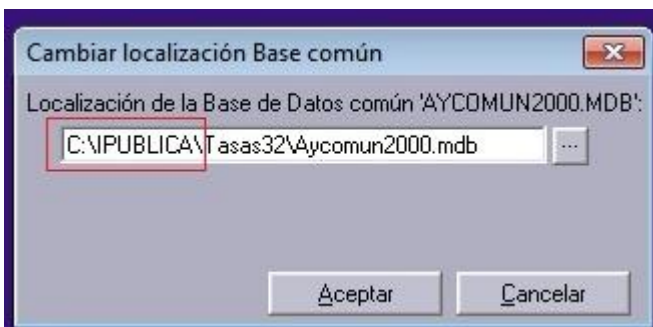 Cambiar localización Base común
Localización de la Base de Datos común 'AYCOMUN2000.MDB':
C:\IPUBLICA\Tasas32\Aycomun2000.mdb
...
Aceptar
Cancelar